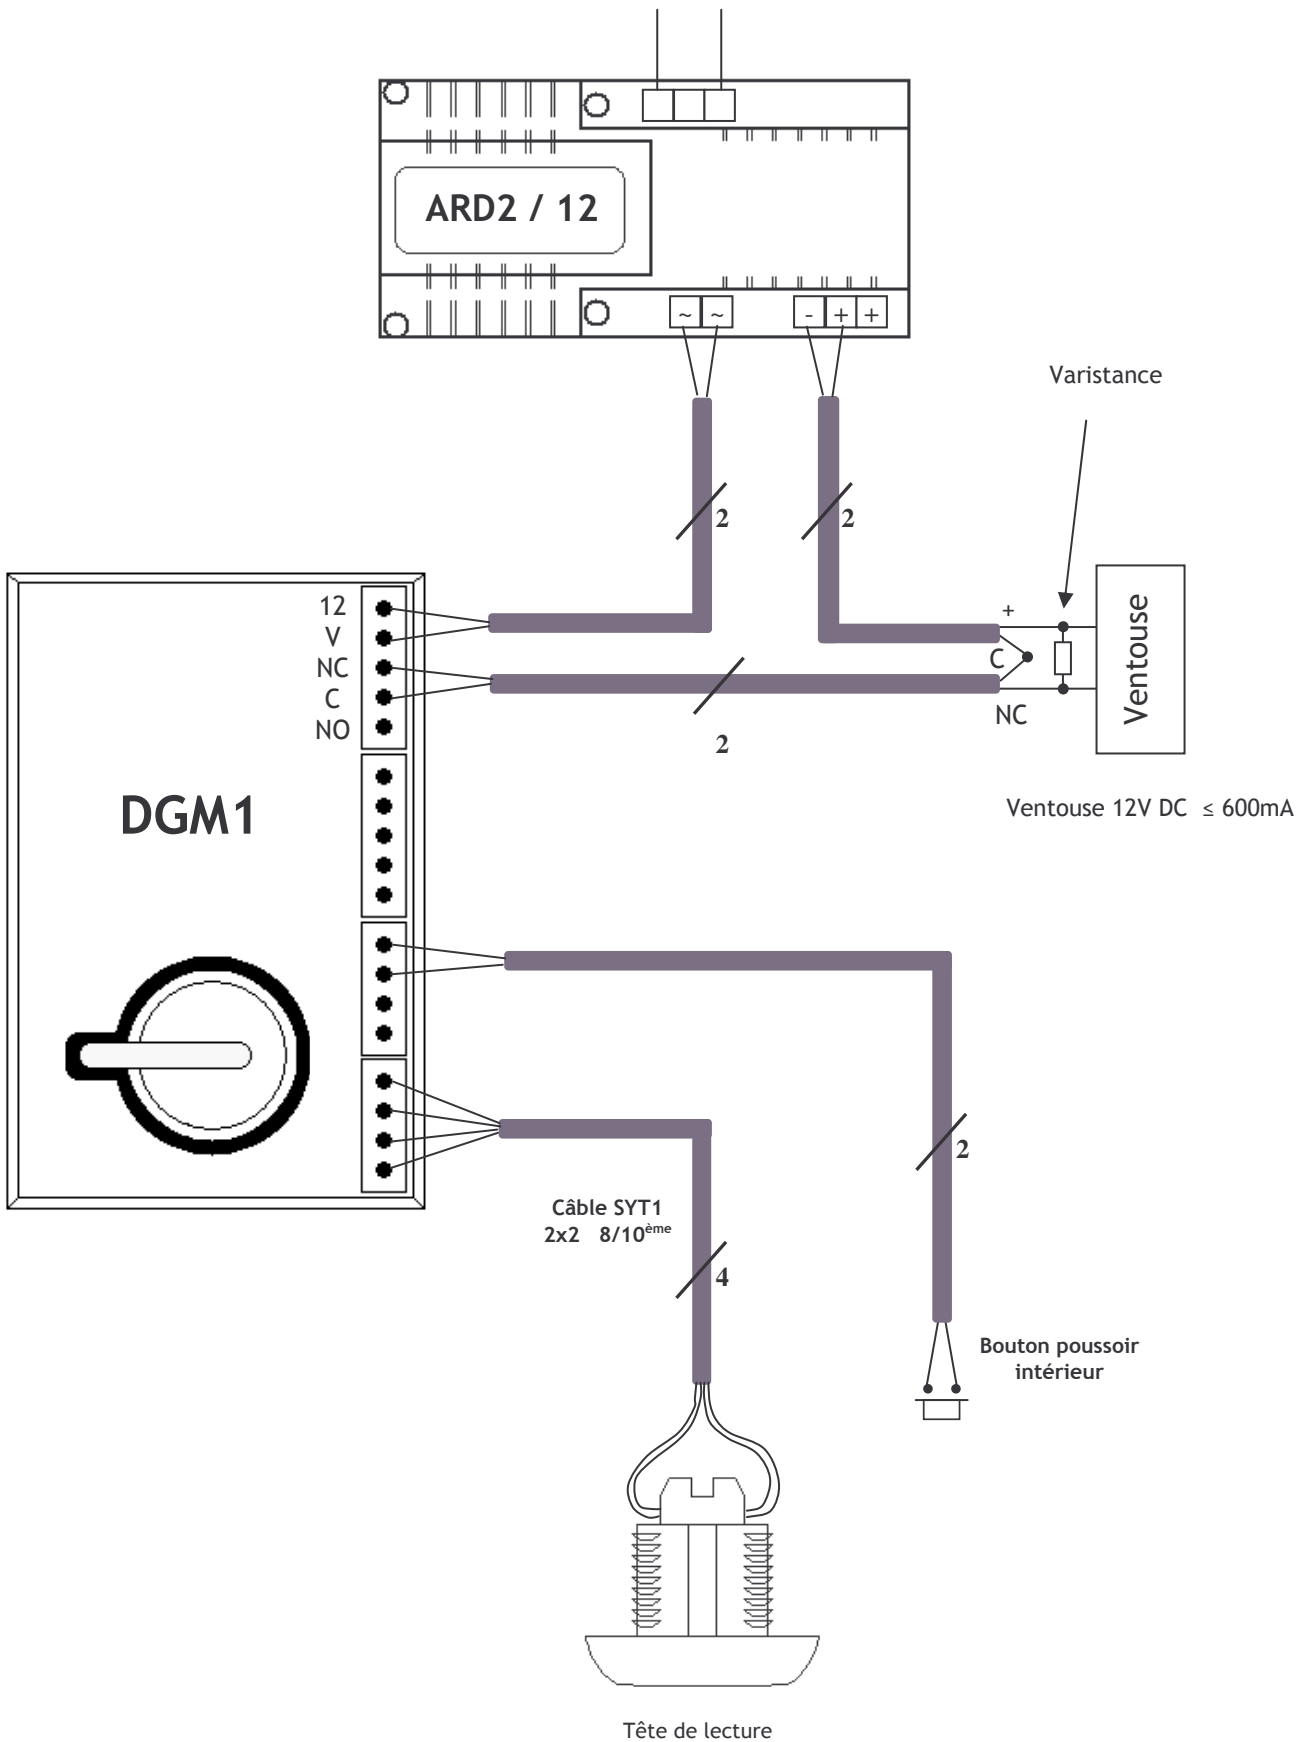 ARD2 / 12
~ ~ - + +
Varistance
2
2
12
V
NC
C
NO
+
C
NC
2
Ventouse
DGM1
Ventouse 12V DC ≤ 600mA
2
Câble SYT1
2x2 8/10ème
4
Bouton poussoir
intérieur
Tête de lecture